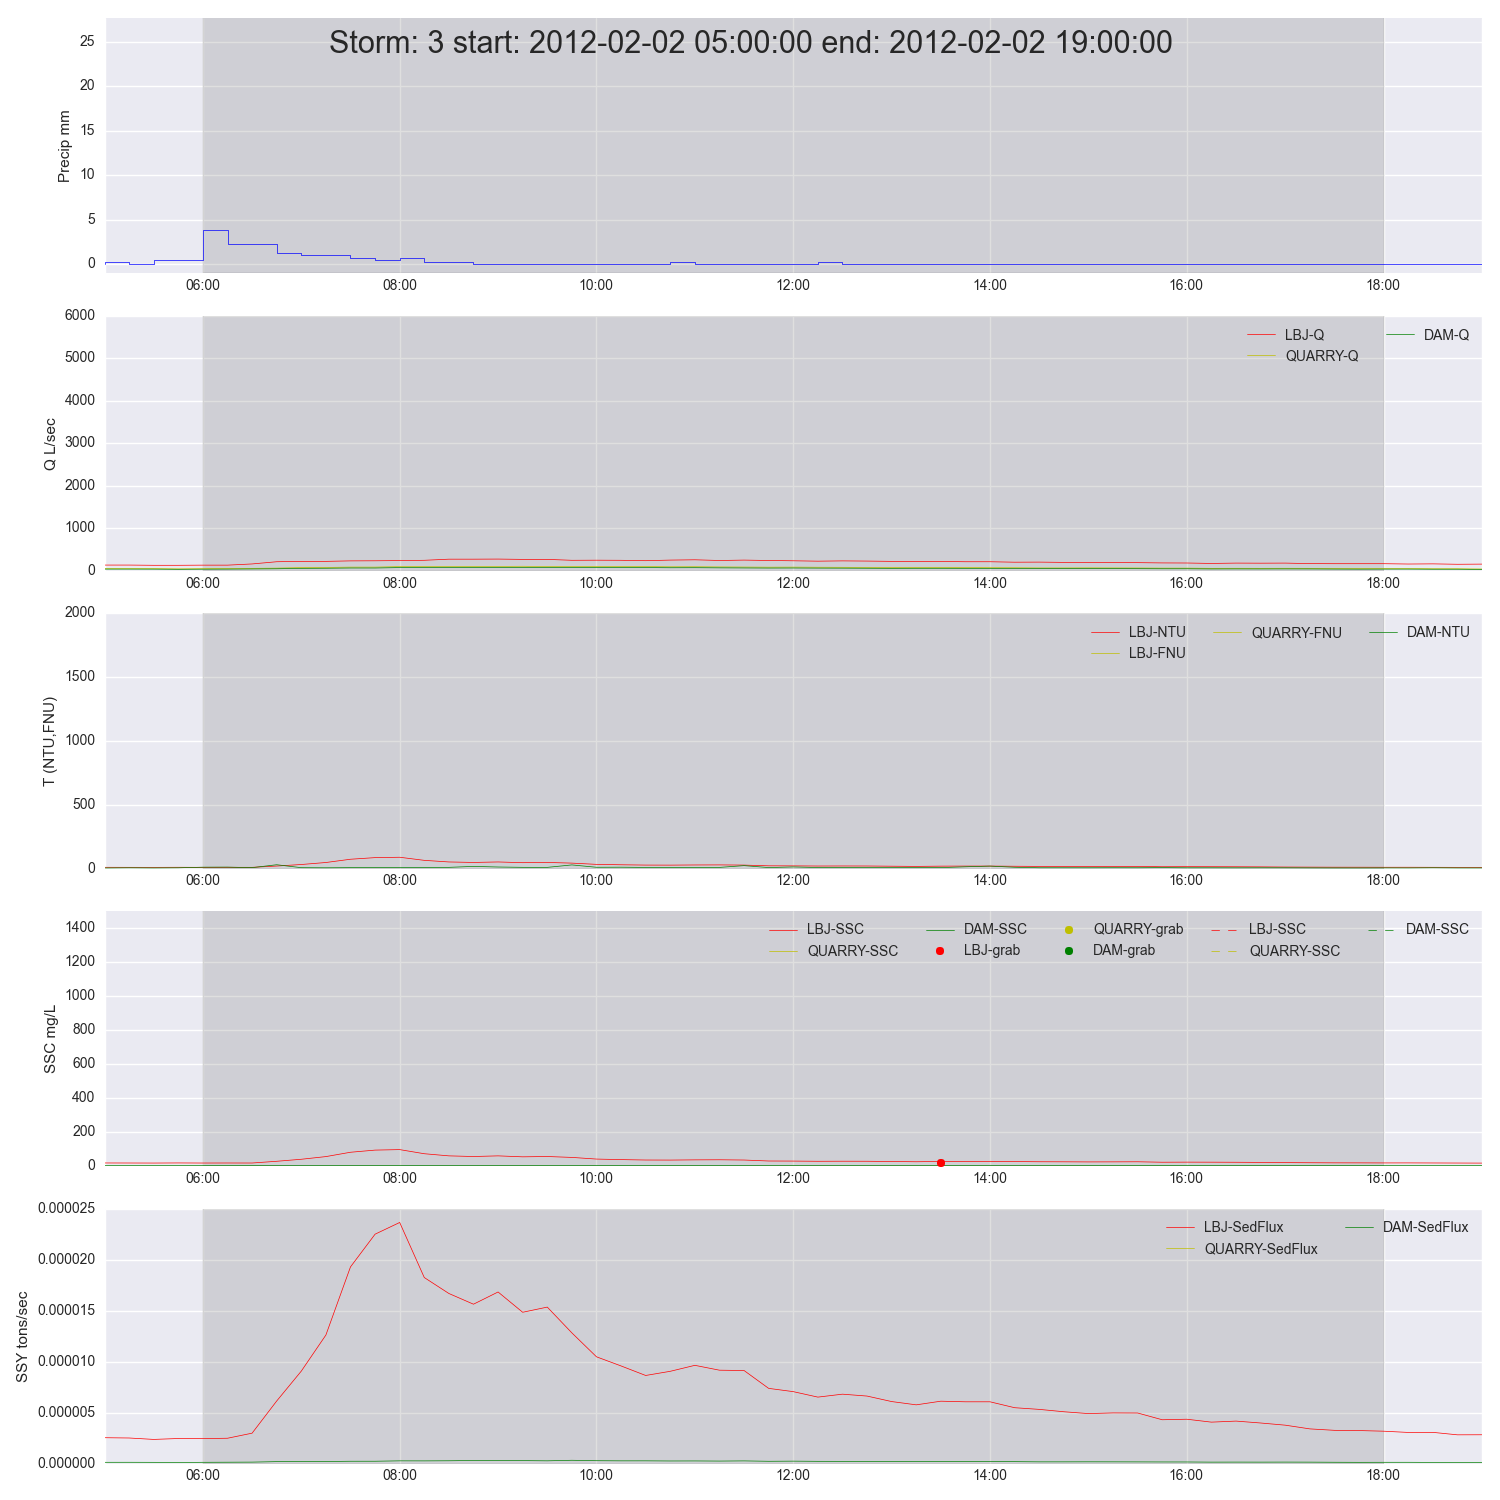 Storm: 3 start: 2012-02-02 05:00:00 end: 2012-02-02 19:00:00
Precip mm
25
20
15
10
5
0
06:00 08:00 10:00 12:00 14:00 16:00 18:00
Q L/sec
6000
5000
4000
3000
2000
1000
0
LBJ-Q DAM-Q
QUARRY-Q
06:00 08:00 10:00 12:00 14:00 16:00 18:00
T (NTU,FNU)
2000
1500
1000
500
0
LBJ-NTU QUARRY-FNU DAM-NTU
LBJ-FNU
06:00 08:00 10:00 12:00 14:00 16:00 18:00
SSC mg/L
1400
1200
1000
800
600
400
200
0
LBJ-SSC DAM-SSC QUARRY-grab LBJ-SSC DAM-SSC
QUARRY-SSC LBJ-grab DAM-grab QUARRY-SSC
06:00 08:00 10:00 12:00 14:00 16:00 18:00
SSY tons/sec
0.000025
0.000020
0.000015
0.000010
0.000005
0.000000
LBJ-SedFlux DAM-SedFlux
QUARRY-SedFlux
06:00 08:00 10:00 12:00 14:00 16:00 18:00